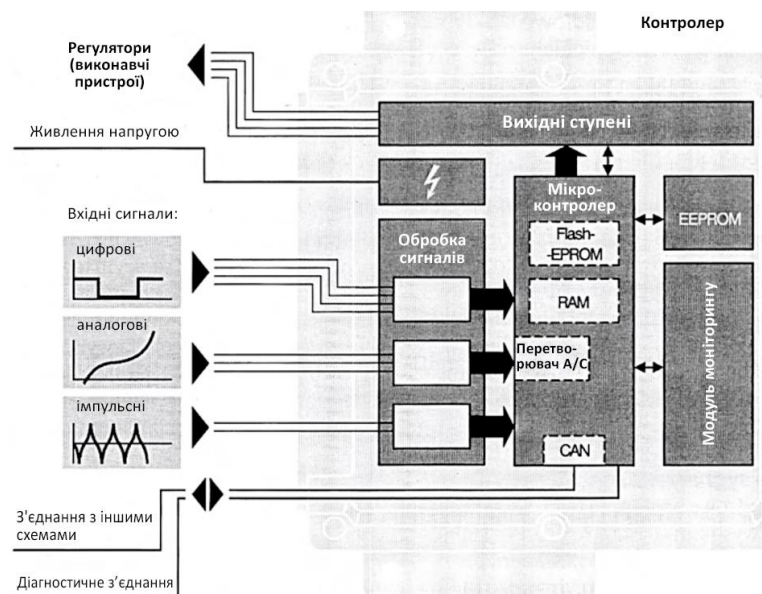 Контролер
Регулятори
(виконавчі
пристрої)
Вихідні ступені
Живлення напругою
Мікро-
контролер
EEPROM
Вхідні сигнали:
цифрові
Обробка
сигналів
Flash-
-EPROM
RAM
аналогові
Перетво-
рювач А/С
Модуль моніторингу
імпульсні
CAN
З'єднання з іншими
схемами
Діагностичне з’єднання